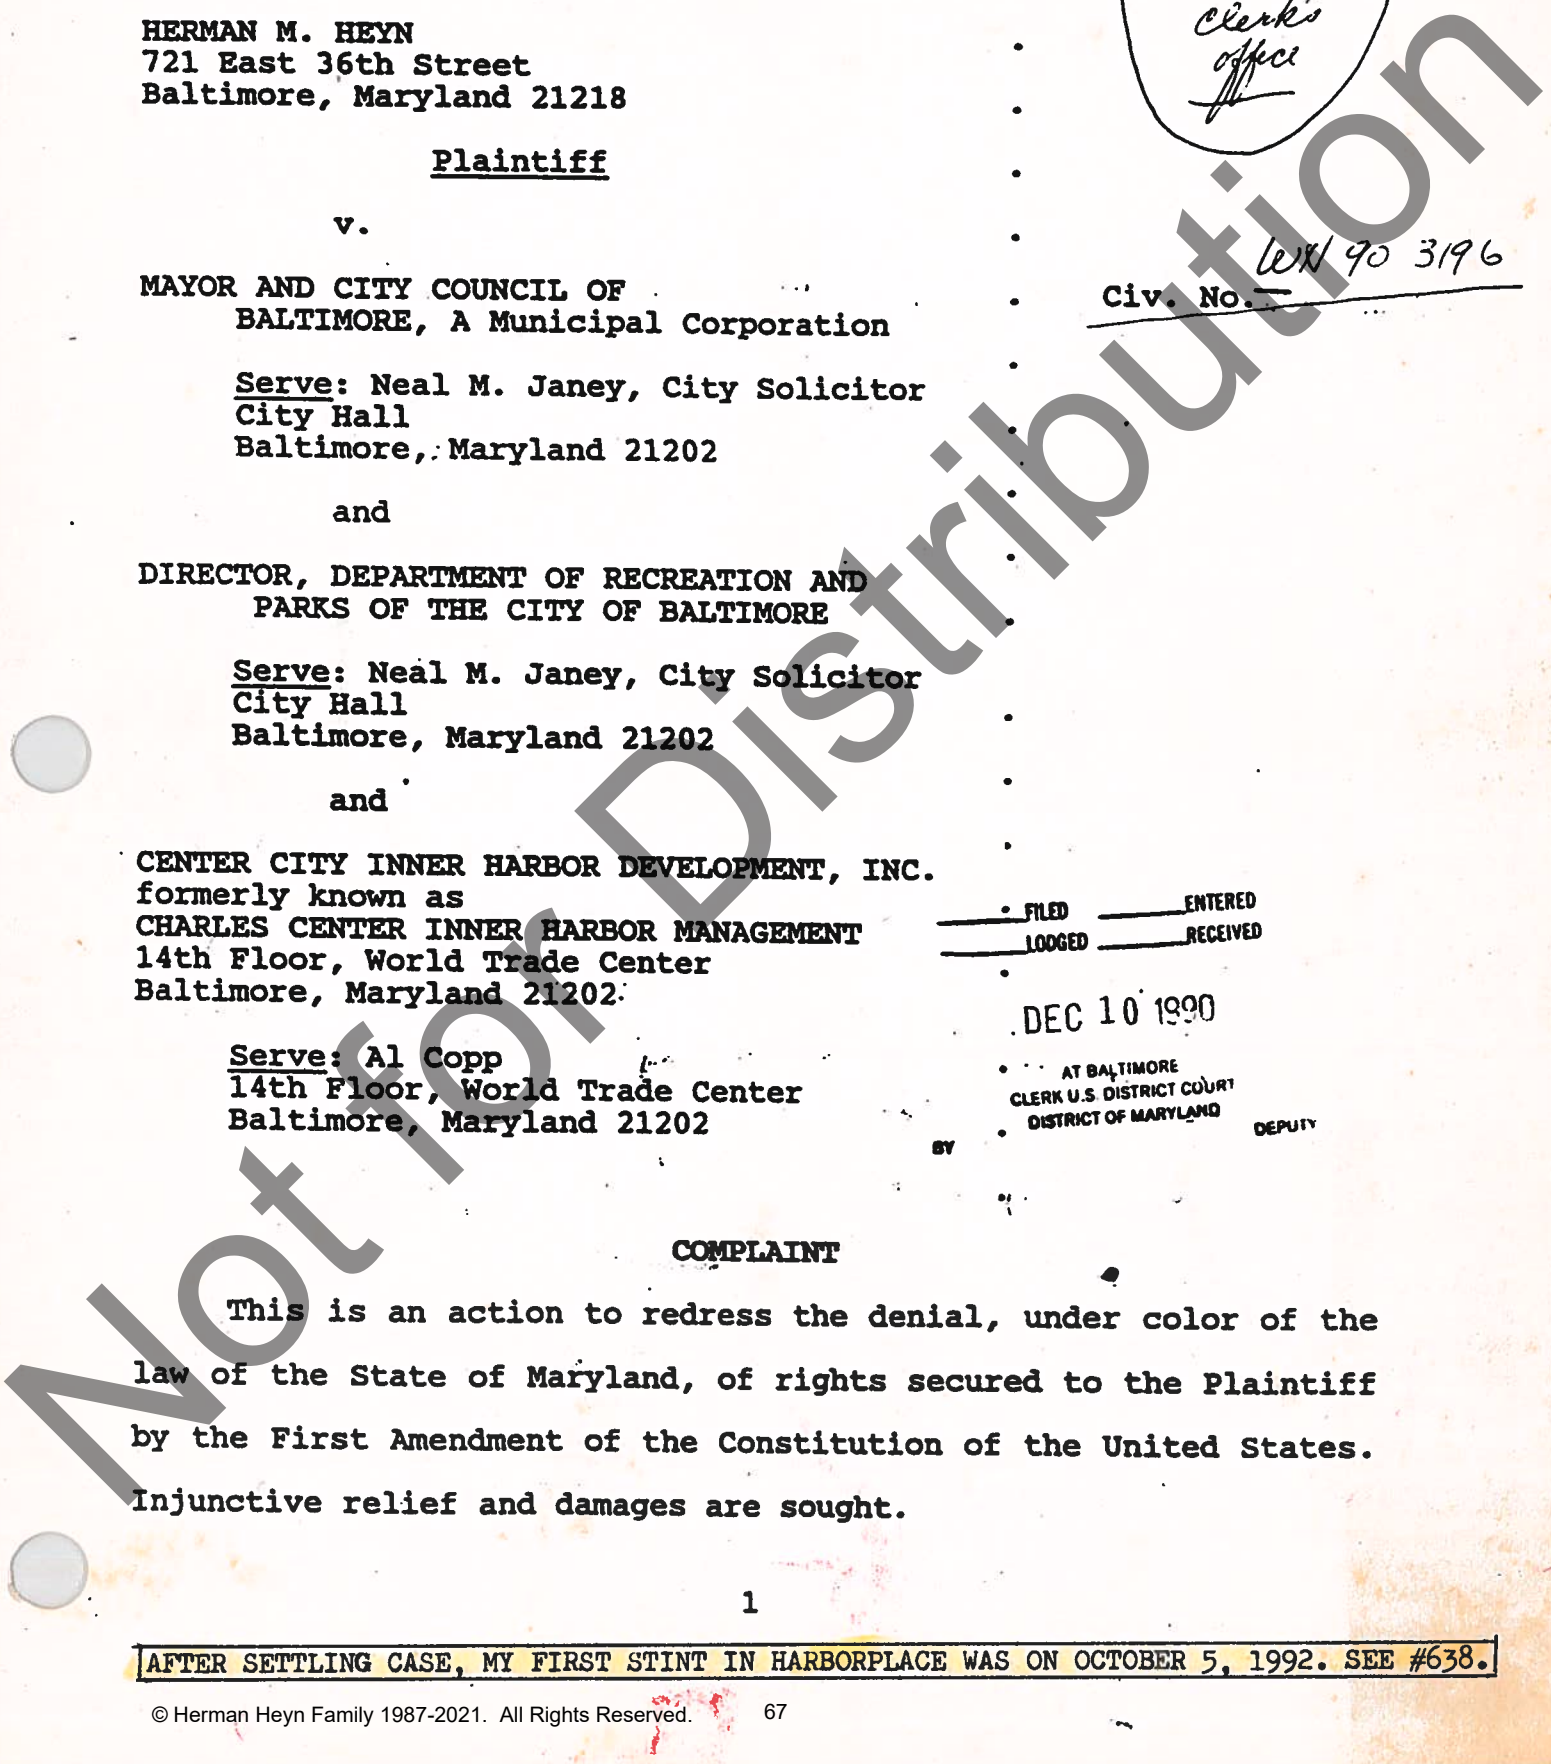 clerk's
office
HERMAN M. HEYN
721 East 36th Street
Baltimore, Maryland 21218
Plaintiff
v.
WN 90 3196
Civ. No.
MAYOR AND CITY COUNCIL OF
BALTIMORE, A Municipal Corporation
Serve: Neal M. Janey, City Solicitor
City Hall
Baltimore, Maryland 21202
and
DIRECTOR, DEPARTMENT OF RECREATION AND
PARKS OF THE CITY OF BALTIMORE
Serve: Neal M. Janey, City Solicitor
City Hall
Baltimore, Maryland 21202
and
CENTER CITY INNER HARBOR DEVELOPMENT, INC.
formerly known as
CHARLES CENTER INNER HARBOR MANAGEMENT
14th Floor, World Trade Center
Baltimore, Maryland 21202
Serve: Al Copp
14th Floor, World Trade Center
Baltimore, Maryland 21202
FILED ENTERED
LODGED RECEIVED
DEC 10 1990
AT BALTIMORE
CLERK U.S. DISTRICT COURT
DISTRICT OF MARYLAND
BY DEPUTY
COMPLAINT
This is an action to redress the denial, under color of the
law of the State of Maryland, of rights secured to the Plaintiff
by the First Amendment of the Constitution of the United States.
Injunctive relief and damages are sought.
1
AFTER SETTLING CASE, MY FIRST STINT IN HARBORPLACE WAS ON OCTOBER 5, 1992. SEE #638.
© Herman Heyn Family 1987-2021. All Rights Reserved. 67
Not for Distribution